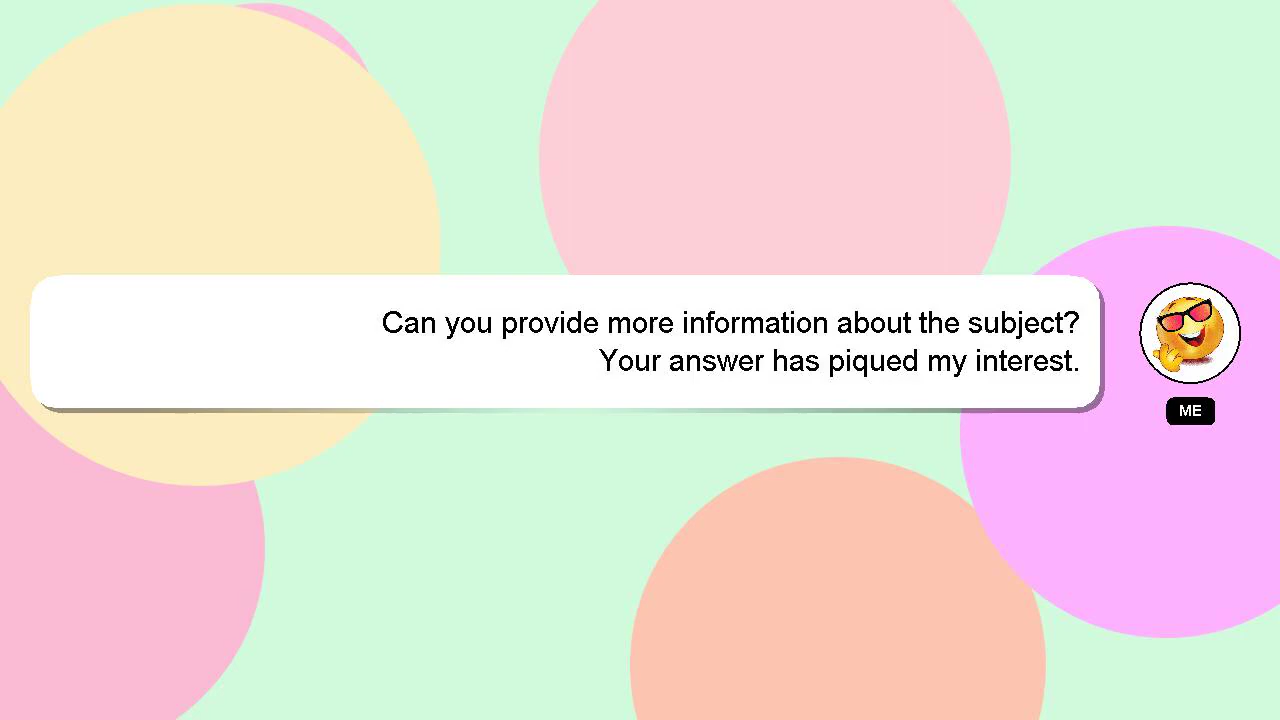 Can you provide more information about the subject?
Your answer has piqued my interest.
ME